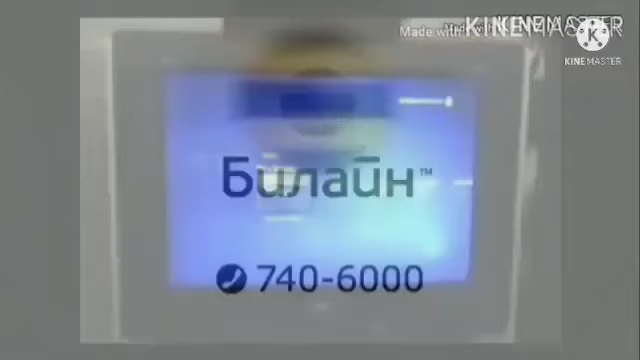 Made with KINEMASTER
KINEMASTER
Билайн™
740-6000